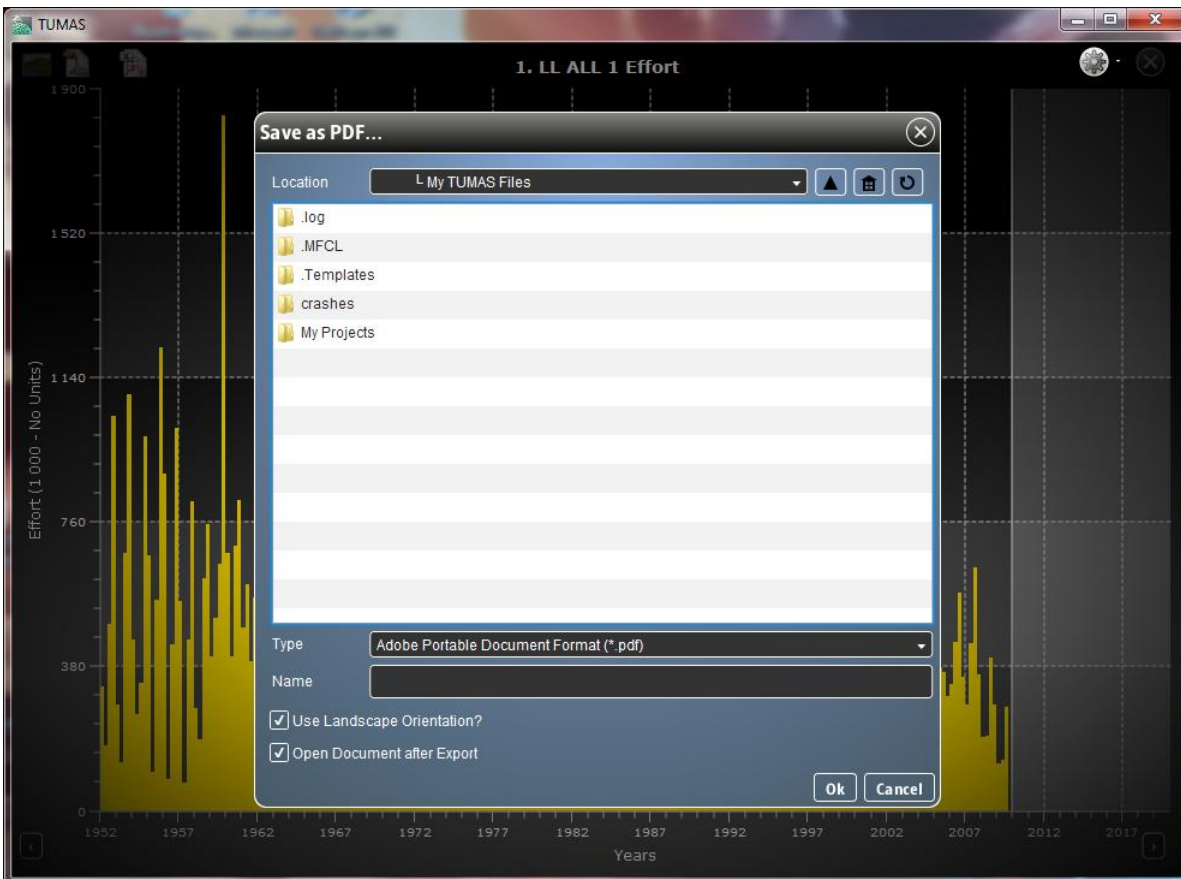 TUMAS
1. LL ALL 1 Effort
Save as PDF...
Location
└ My TUMAS Files
.log
.MFCL
.Templates
crashes
My Projects
Type
Adobe Portable Document Format (*.pdf)
Name
Use Landscape Orientation?
Open Document after Export
Ok
Cancel
Effort (1 000 - No Units)
1 900
1 520
1 140
760
380
0
1952 1957 1962 1967 1972 1977 1982 1987 1992 1997 2002 2007 2012 2017
Years